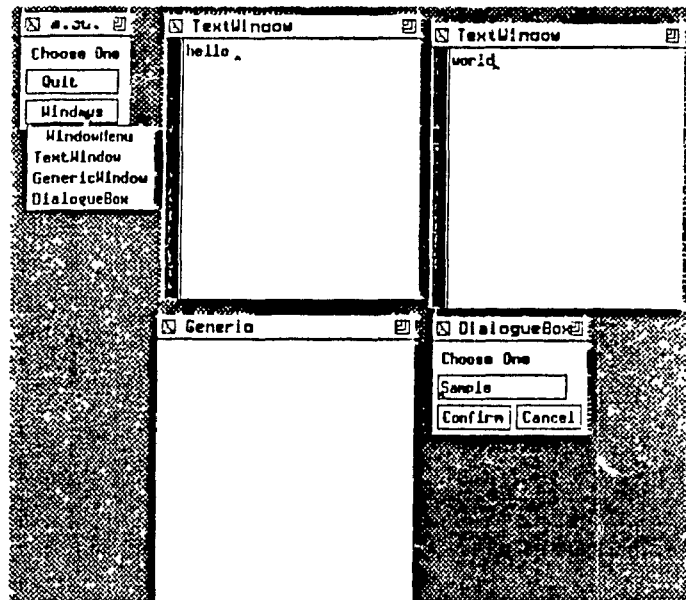 a.out
Choose One
Quit
Windows
WindowMenu
TextWindow
GenericWindow
DialogueBox
TextWindow
hello
TextWindow
world
Generic
DialogueBox
Choose One
Sample
Confirm Cancel